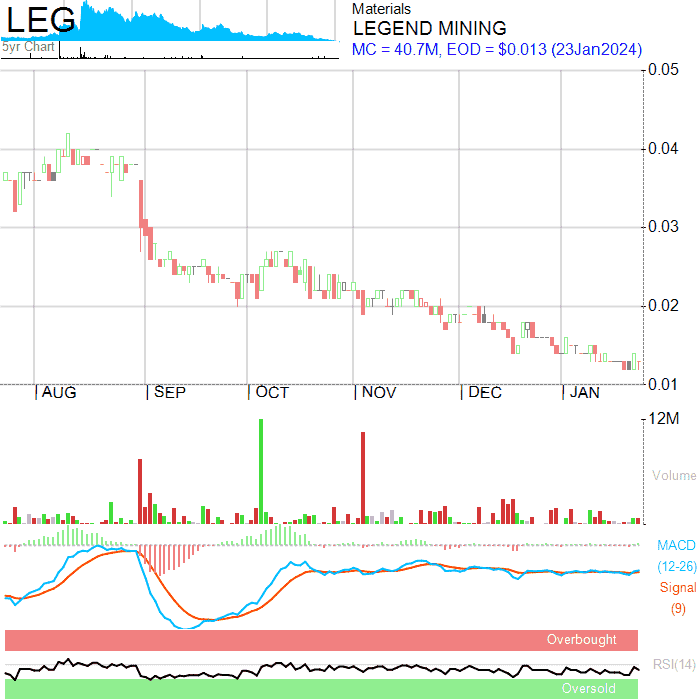 LEG
5yr Chart
Materials
LEGEND MINING
MC = 40.7M, EOD = $0.013 (23Jan2024)
0.05
0.04
0.03
0.02
0.01
AUG
SEP
OCT
NOV
DEC
JAN
12M
Volume
MACD
(12-26)
Signal
(9)
Overbought
RSI(14)
Oversold